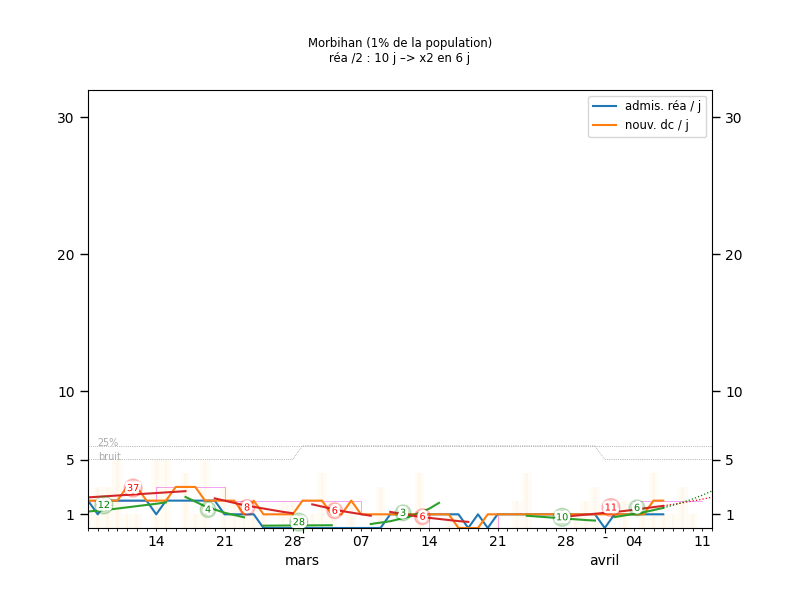 Morbihan (1% de la population)
réa /2 : 10 j –> x2 en 6 j
admis. réa / j
nouv. dc / j
30 30
20 20
10 10
5 5
1 1
25%
bruit
12 37 4 8 28 6 3 6 10 11 6
14 21 28 - 07 14 21 28 - 04 11
mars avril